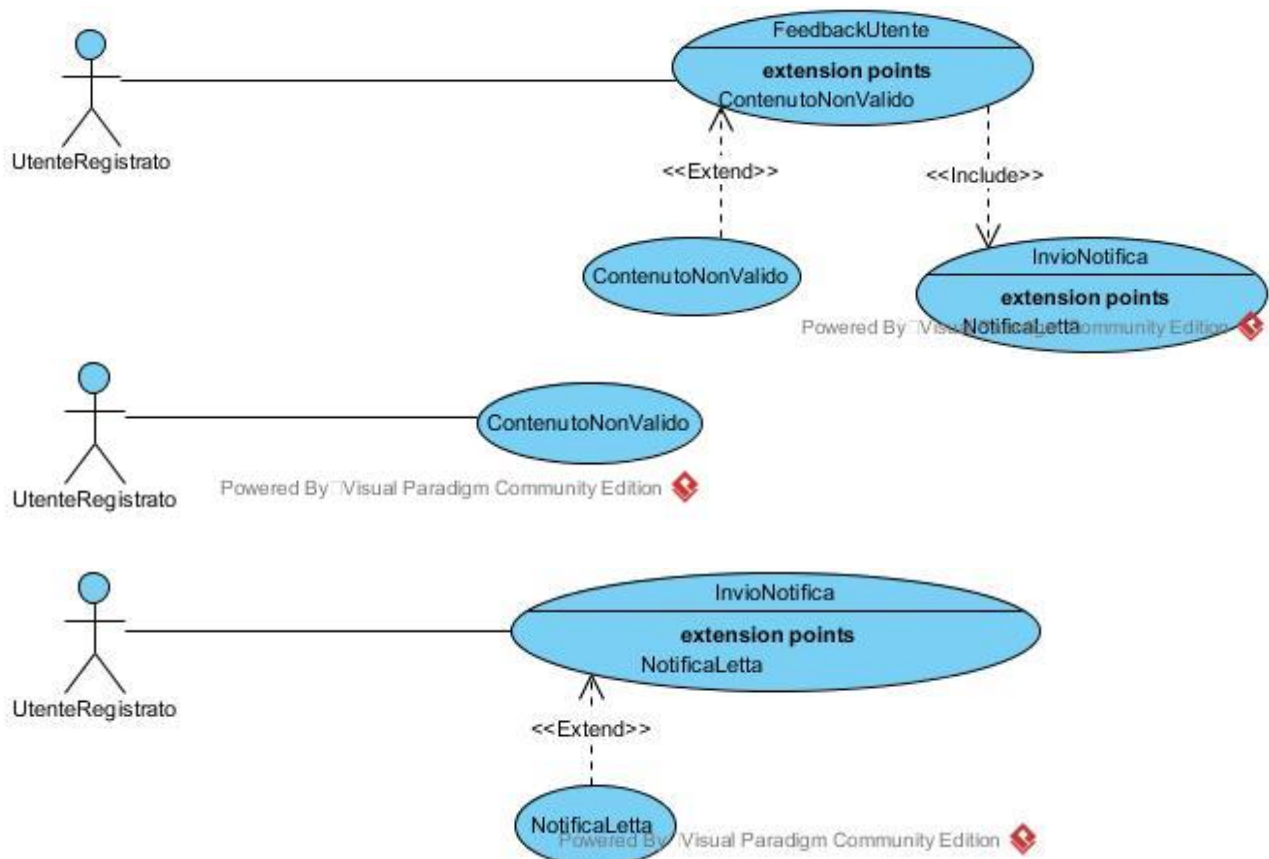 FeedbackUtente
extension points
ContenutoNonValido
UtenteRegistrato
<<Extend>>
<<Include>>
ContenutoNonValido
InvioNotifica
extension points
NotificaLetta
Powered By Visual Paradigm Community Edition
ContenutoNonValido
UtenteRegistrato
Powered By Visual Paradigm Community Edition
InvioNotifica
extension points
NotificaLetta
UtenteRegistrato
<<Extend>>
NotificaLetta
Powered By Visual Paradigm Community Edition